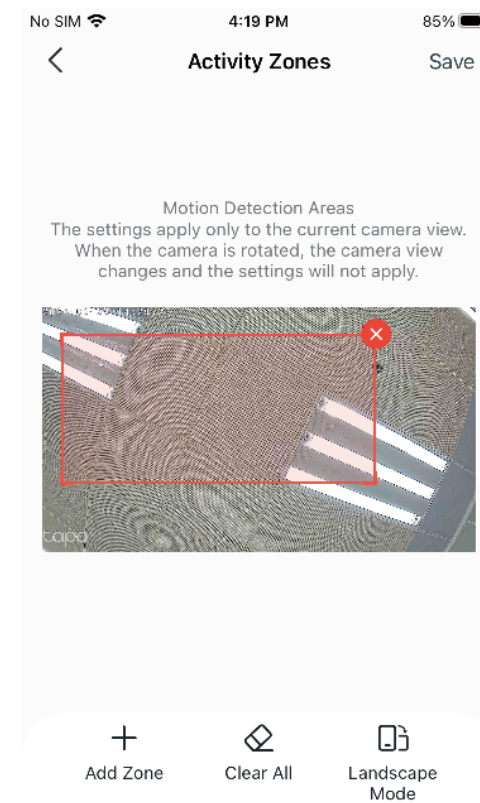 No SIM 4:19 PM 85%
Activity Zones Save
Motion Detection Areas
The settings apply only to the current camera view.
When the camera is rotated, the camera view
changes and the settings will not apply.
tapo
Add Zone Clear All Landscape
Mode